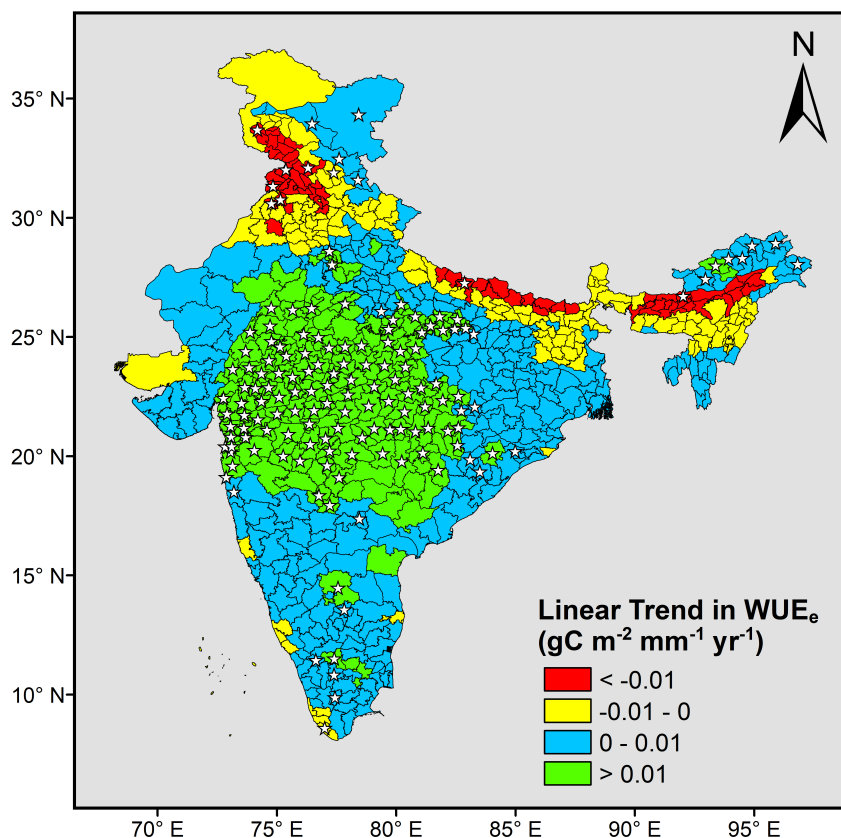 N
35° N
30° N
25° N
20° N
15° N
10° N
Linear Trend in WUEₑ
(gC m⁻² mm⁻¹ yr⁻¹)
< -0.01
-0.01 - 0
0 - 0.01
> 0.01
70° E 75° E 80° E 85° E 90° E 95° E